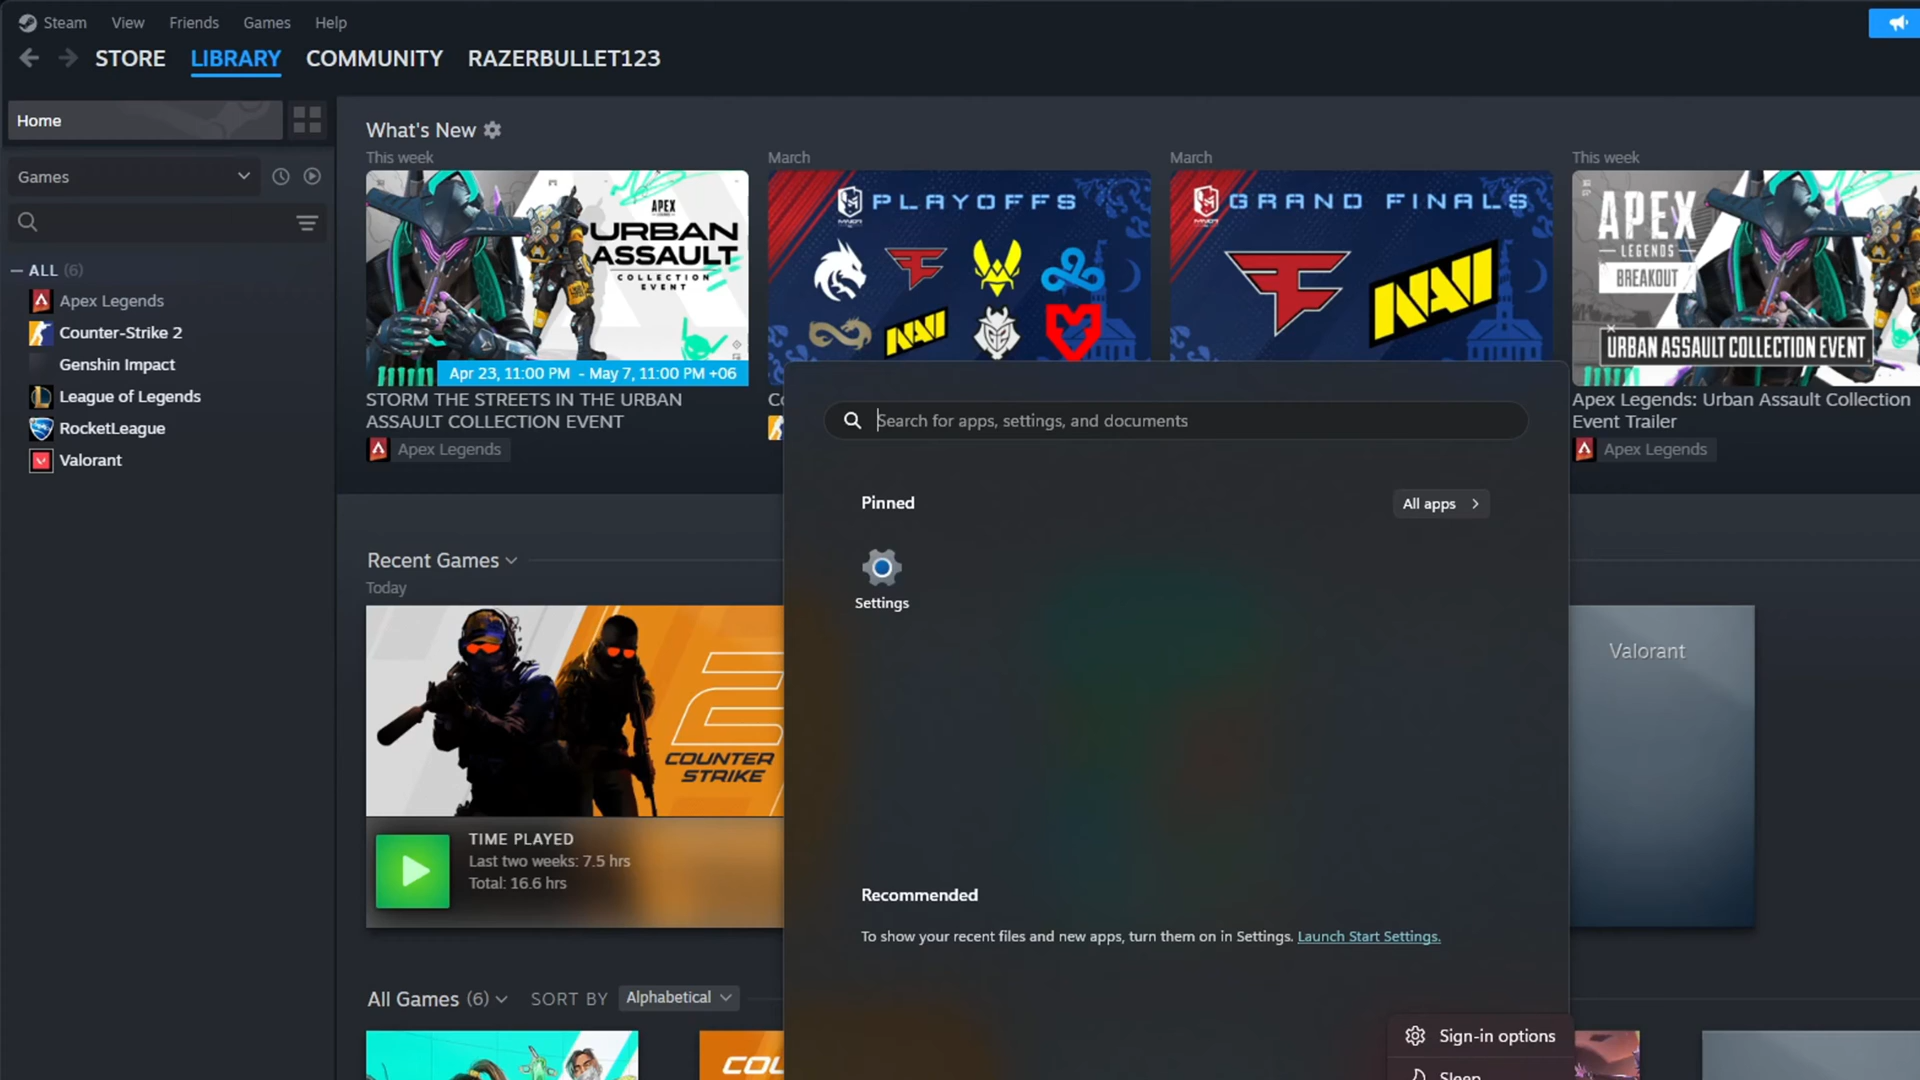 Steam View Friends Games Help
STORE LIBRARY COMMUNITY RAZERBULLET123
Home
Games
ALL (6)
Apex Legends
Counter-Strike 2
Genshin Impact
League of Legends
RocketLeague
Valorant
What's New
This week
APEX
LEGENDS
URBAN
ASSAULT
COLLECTION
EVENT
Apr 23, 11:00 PM - May 7, 11:00 PM +06
STORM THE STREETS IN THE URBAN
ASSAULT COLLECTION EVENT
Apex Legends
March
PLAYOFFS
NAVI
March
GRAND FINALS
NAVI
This week
APEX
LEGENDS
BREAKOUT
URBAN ASSAULT COLLECTION EVENT
Apex Legends: Urban Assault Collection
Event Trailer
Apex Legends
Search for apps, settings, and documents
Pinned
All apps
Settings
Recommended
To show your recent files and new apps, turn them on in Settings. Launch Start Settings.
Sign-in options
Sleep
Recent Games
Today
2
COUNTER
STRIKE
TIME PLAYED
Last two weeks: 7.5 hrs
Total: 16.6 hrs
Valorant
All Games (6) SORT BY Alphabetical